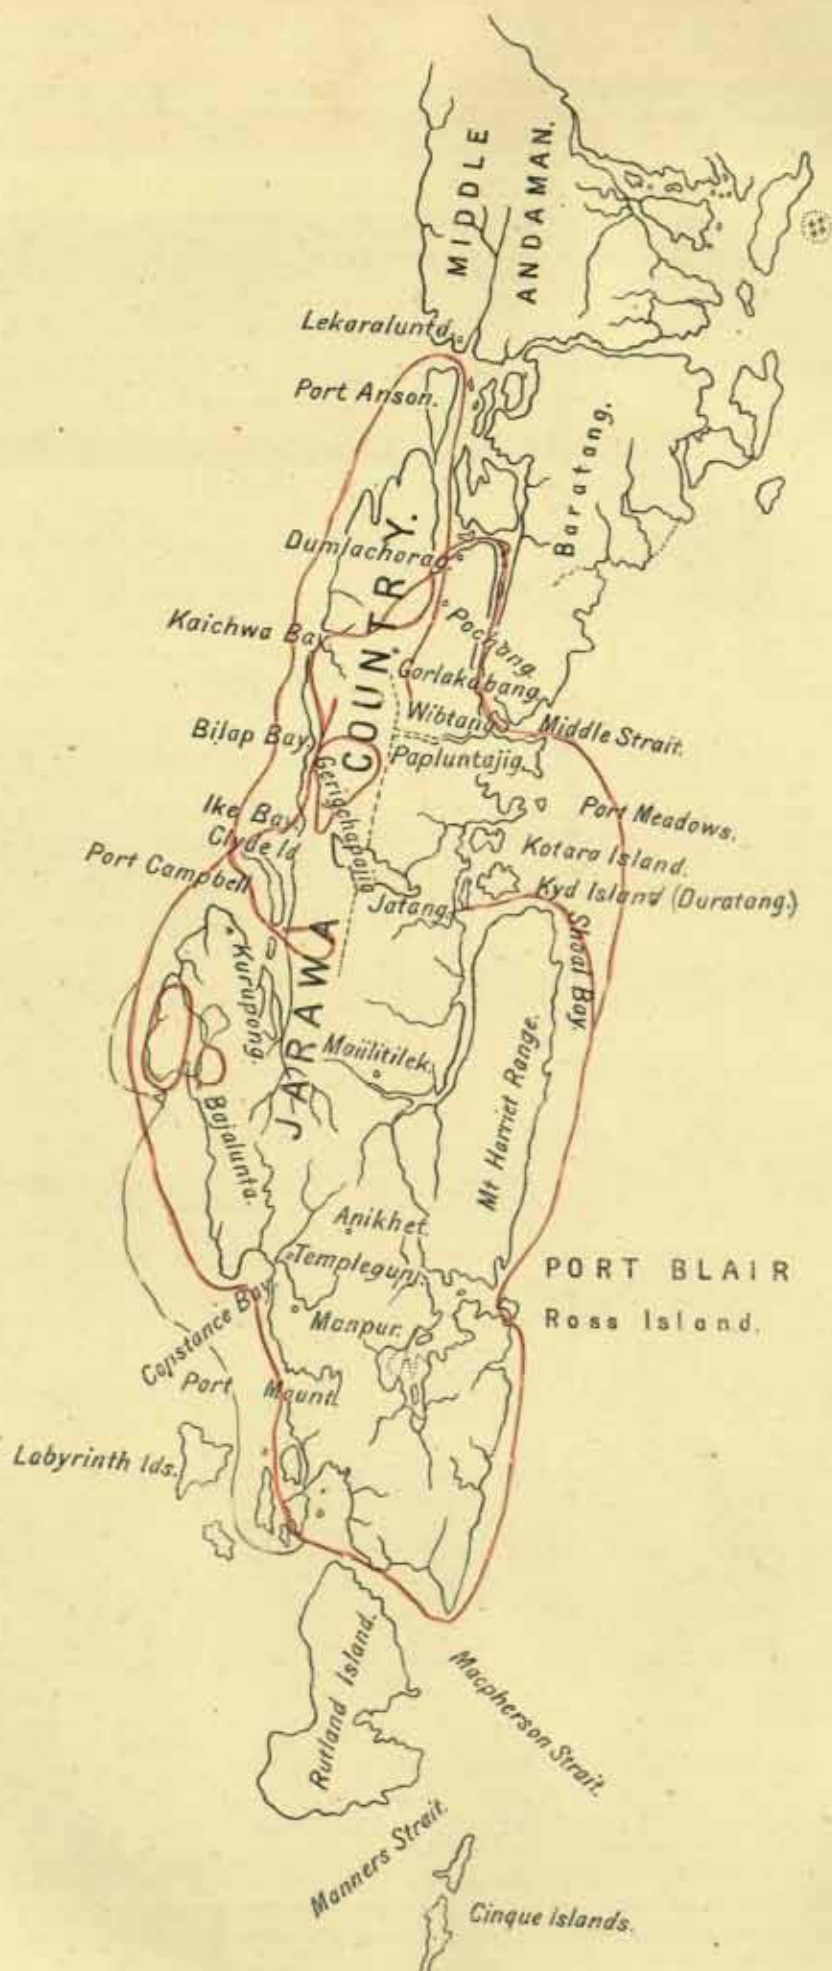 MIDDLE
ANDAMAN.
Lekaralunta
Port Anson.
Baratang.
Dumlachorag.
Kaichwa Bay
Pochang
Gorlakabang
Wibtang
Middle Strait.
Bilap Bay.
Papluntajig.
Gerigchapajig
Ike Bay
Port Meadows.
Clyde Id
Kotara Island.
Port Campbell
Kyd Island (Duratang.)
Jatang.
Shoal Bay.
JARAWA COUNTRY.
Kurupong.
Maiilitilek.
Mt Harriet Range.
Bajalunta.
Anikhet.
Templegunj.
PORT BLAIR
Ross Island.
Constance Bay.
Manpur.
Port Mount.
Labyrinth Ids.
Rutland Island.
Macpherson Strait.
Manners Strait.
Cinque Islands.